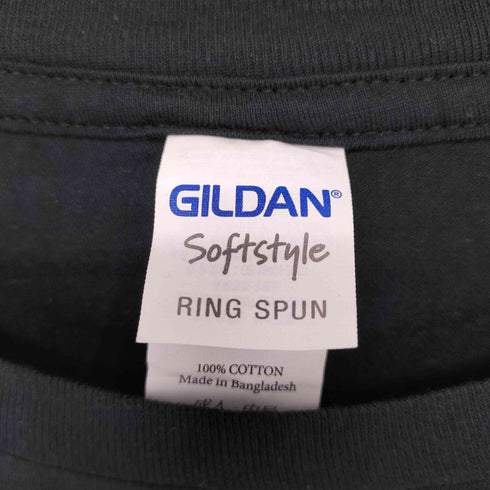 GILDAN®
Softstyle
RING SPUN
100% COTTON
Made in Bangladesh